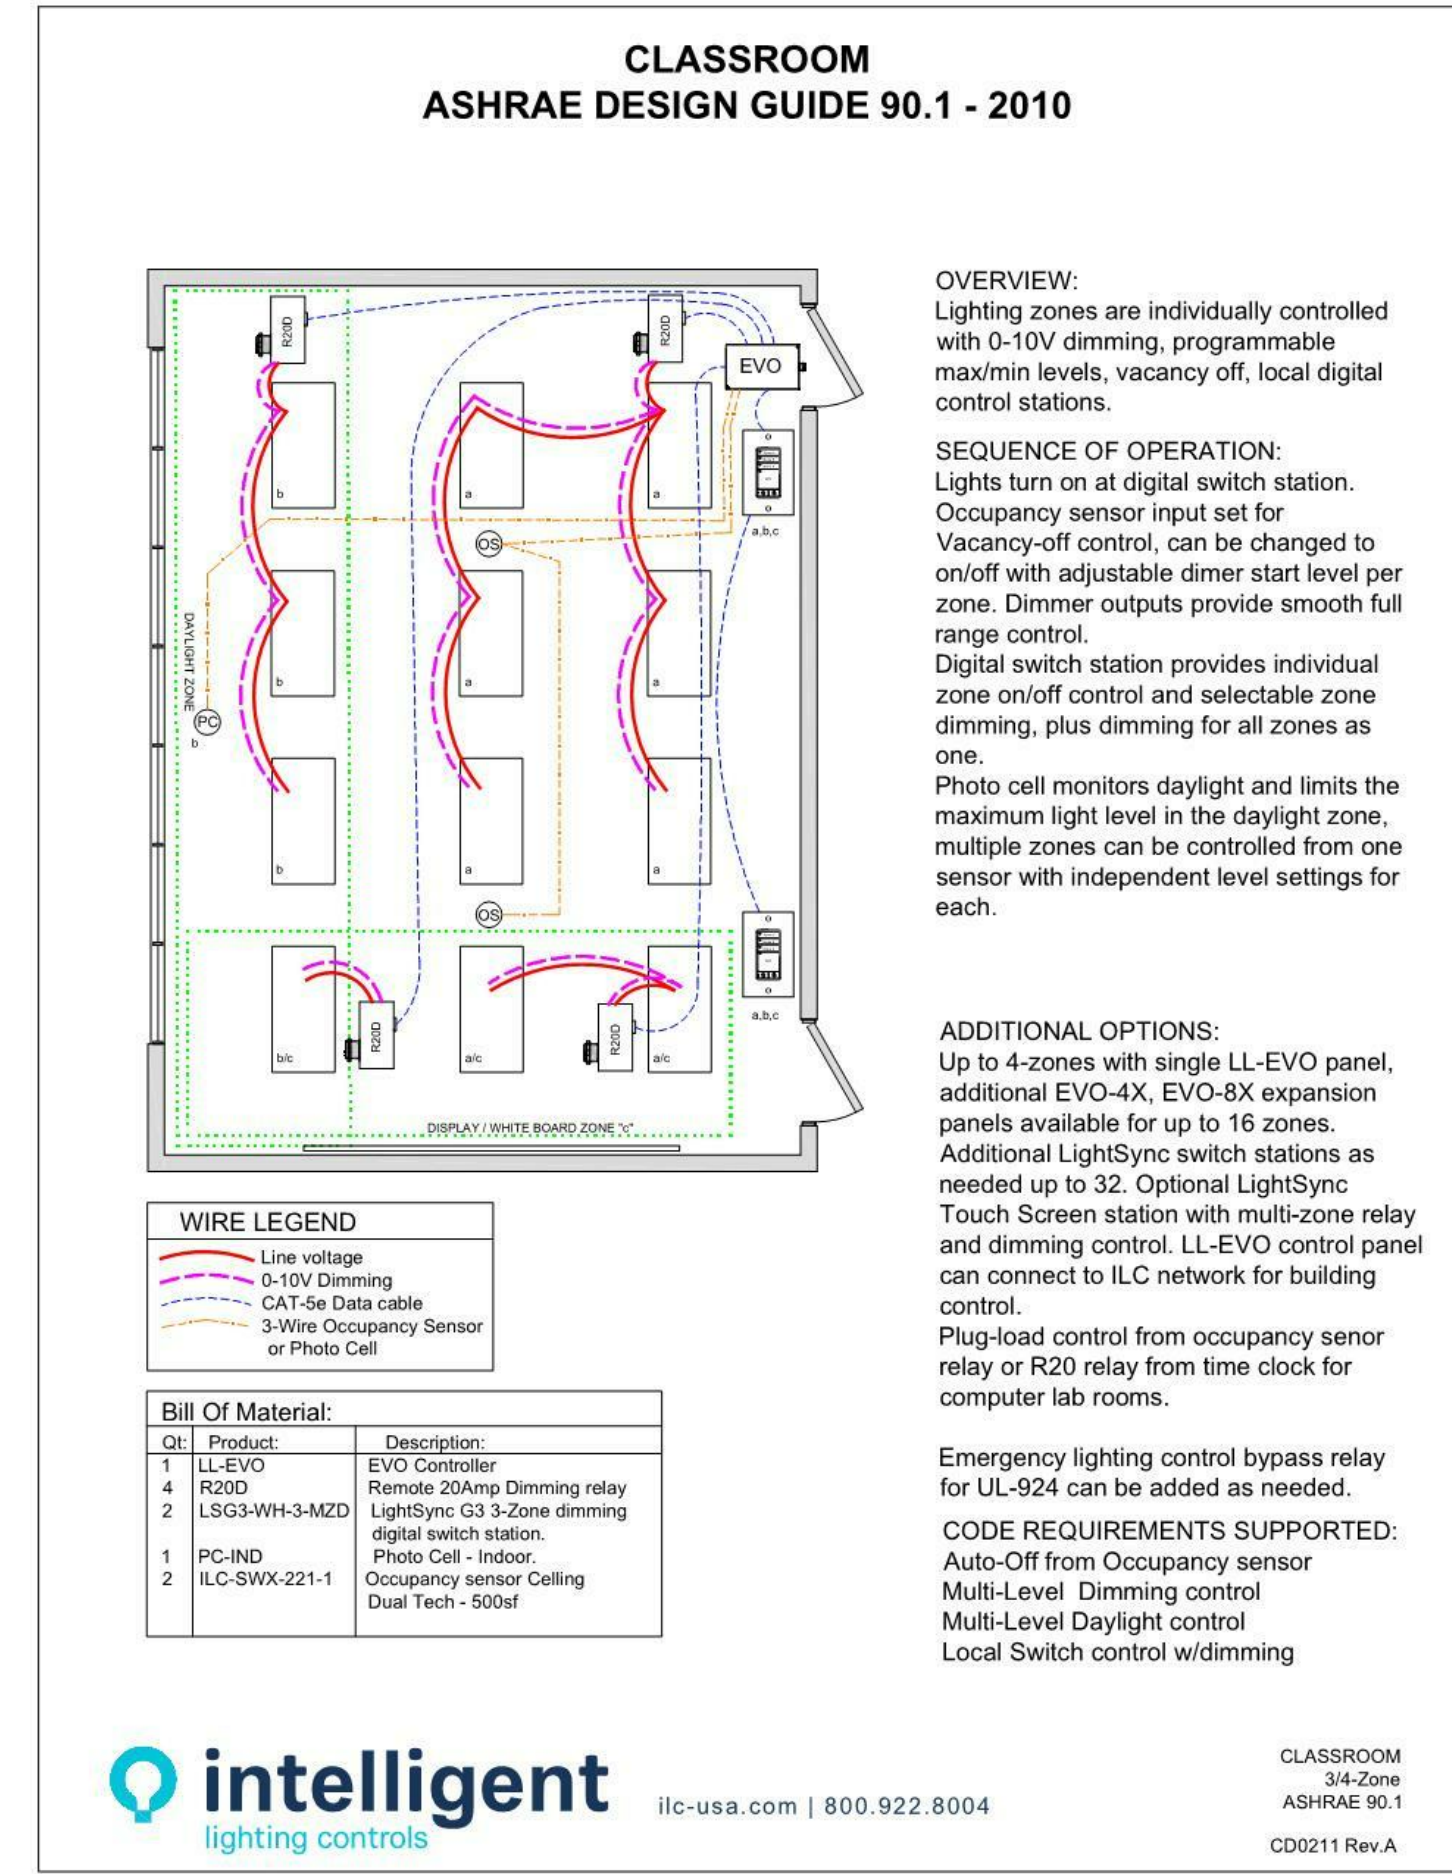 CLASSROOM
ASHRAE DESIGN GUIDE 90.1 - 2010
R20D
R20D
EVO
b
a
a
a,b,c
OS
b
a
a
DAYLIGHT ZONE
PC
b
b
a
a
OS
R20D
R20D
b/c
a/c
a/c
a,b,c
DISPLAY / WHITE BOARD ZONE "c"
OVERVIEW:
Lighting zones are individually controlled
with 0-10V dimming, programmable
max/min levels, vacancy off, local digital
control stations.
SEQUENCE OF OPERATION:
Lights turn on at digital switch station.
Occupancy sensor input set for
Vacancy-off control, can be changed to
on/off with adjustable dimer start level per
zone. Dimmer outputs provide smooth full
range control.
Digital switch station provides individual
zone on/off control and selectable zone
dimming, plus dimming for all zones as
one.
Photo cell monitors daylight and limits the
maximum light level in the daylight zone,
multiple zones can be controlled from one
sensor with independent level settings for
each.
ADDITIONAL OPTIONS:
Up to 4-zones with single LL-EVO panel,
additional EVO-4X, EVO-8X expansion
panels available for up to 16 zones.
Additional LightSync switch stations as
needed up to 32. Optional LightSync
Touch Screen station with multi-zone relay
and dimming control. LL-EVO control panel
can connect to ILC network for building
control.
Plug-load control from occupancy senor
relay or R20 relay from time clock for
computer lab rooms.
Emergency lighting control bypass relay
for UL-924 can be added as needed.
CODE REQUIREMENTS SUPPORTED:
Auto-Off from Occupancy sensor
Multi-Level Dimming control
Multi-Level Daylight control
Local Switch control w/dimming
WIRE LEGEND
Line voltage
0-10V Dimming
CAT-5e Data cable
3-Wire Occupancy Sensor
or Photo Cell
Bill Of Material:
Qt: Product: Description:
1 LL-EVO EVO Controller
4 R20D Remote 20Amp Dimming relay
2 LSG3-WH-3-MZD LightSync G3 3-Zone dimming
digital switch station.
1 PC-IND Photo Cell - Indoor.
2 ILC-SWX-221-1 Occupancy sensor Celling
Dual Tech - 500sf
intelligent
lighting controls
ilc-usa.com | 800.922.8004
CLASSROOM
3/4-Zone
ASHRAE 90.1
CD0211 Rev.A